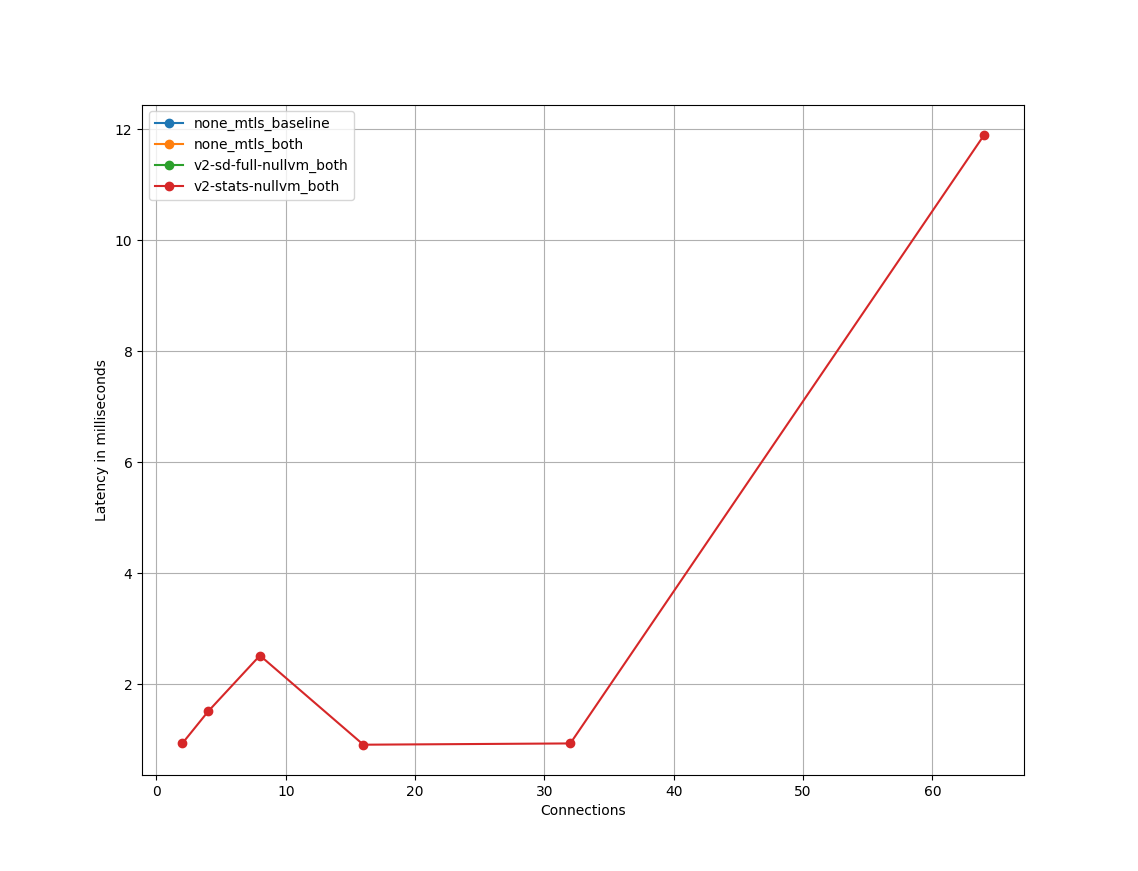 none_mtls_baseline
none_mtls_both
v2-sd-full-nullvm_both
v2-stats-nullvm_both
12
10
8
6
4
2
Latency in milliseconds
0 10 20 30 40 50 60
Connections